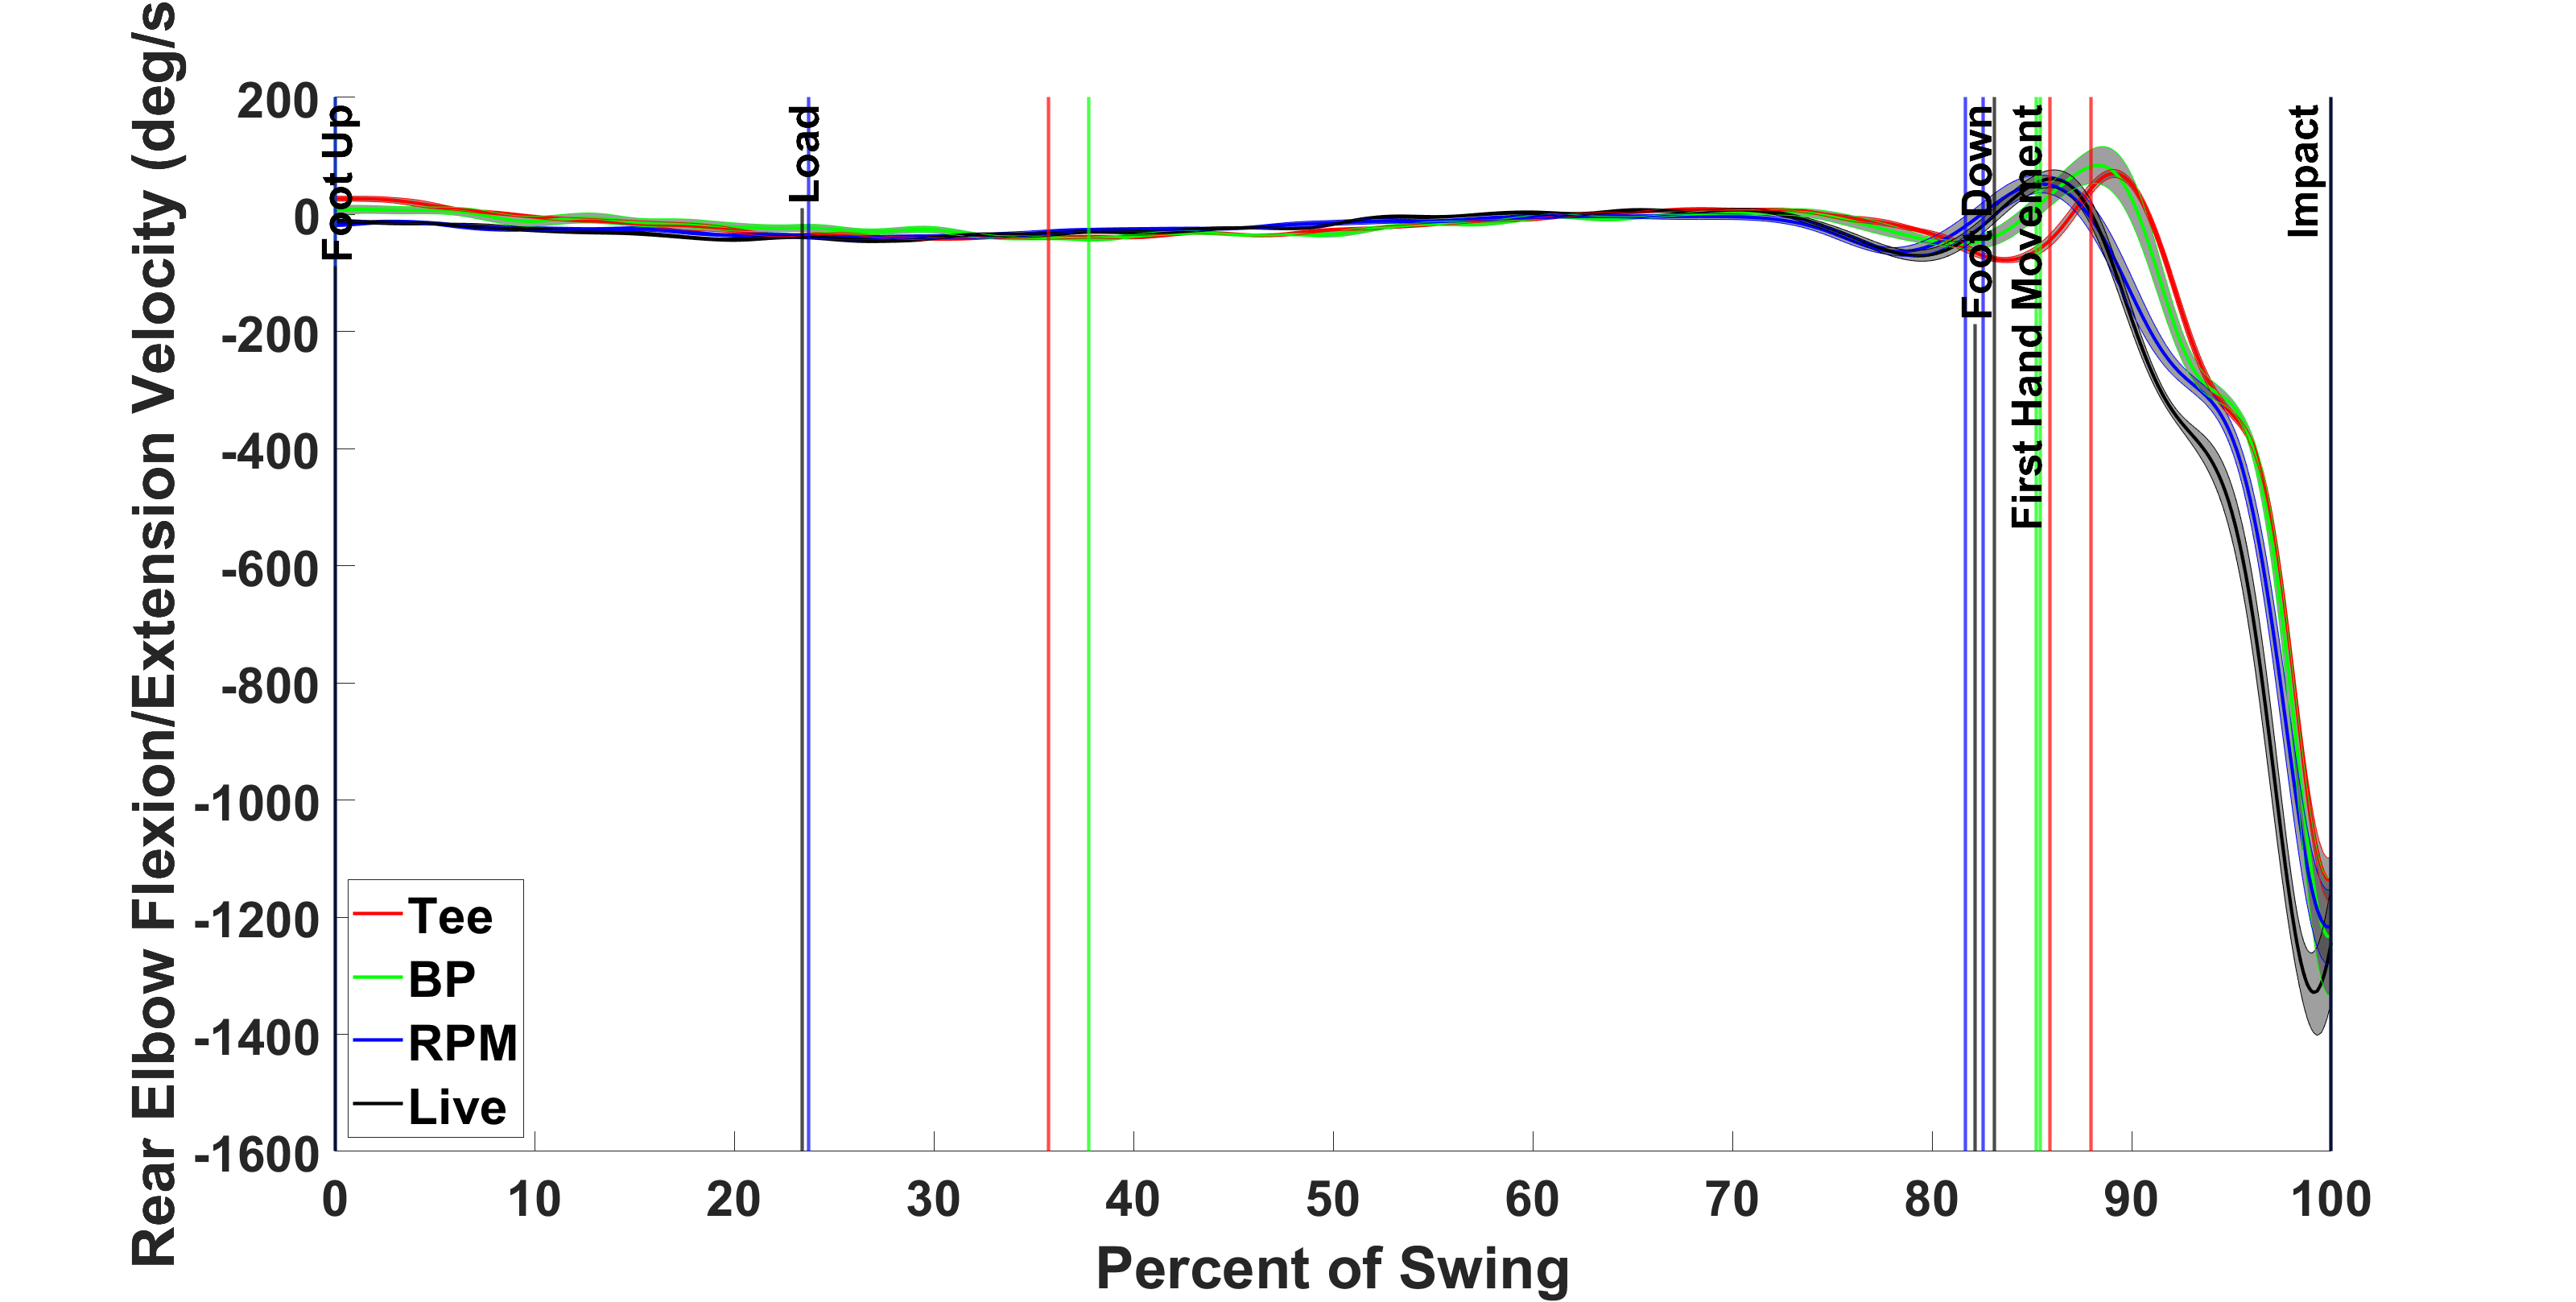 Rear Elbow Flexion/Extension Velocity (deg/s
200
0
-200
-400
-600
-800
-1000
-1200
-1400
-1600
Foot Up
Load
Foot Down
First Hand Movement
Impact
Tee
BP
RPM
Live
0 10 20 30 40 50 60 70 80 90 100
Percent of Swing